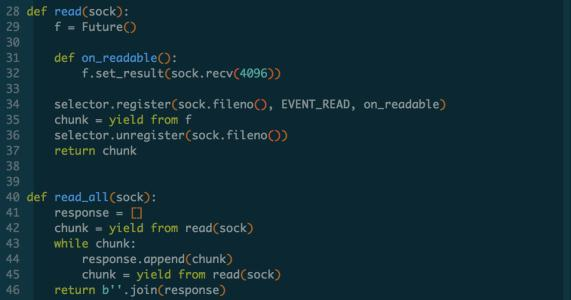 28 def read(sock):
29     f = Future()
30
31     def on_readable():
32         f.set_result(sock.recv(4096))
33
34     selector.register(sock.fileno(), EVENT_READ, on_readable)
35     chunk = yield from f
36     selector.unregister(sock.fileno())
37     return chunk
38
39
40 def read_all(sock):
41     response = []
42     chunk = yield from read(sock)
43     while chunk:
44         response.append(chunk)
45         chunk = yield from read(sock)
46     return b''.join(response)